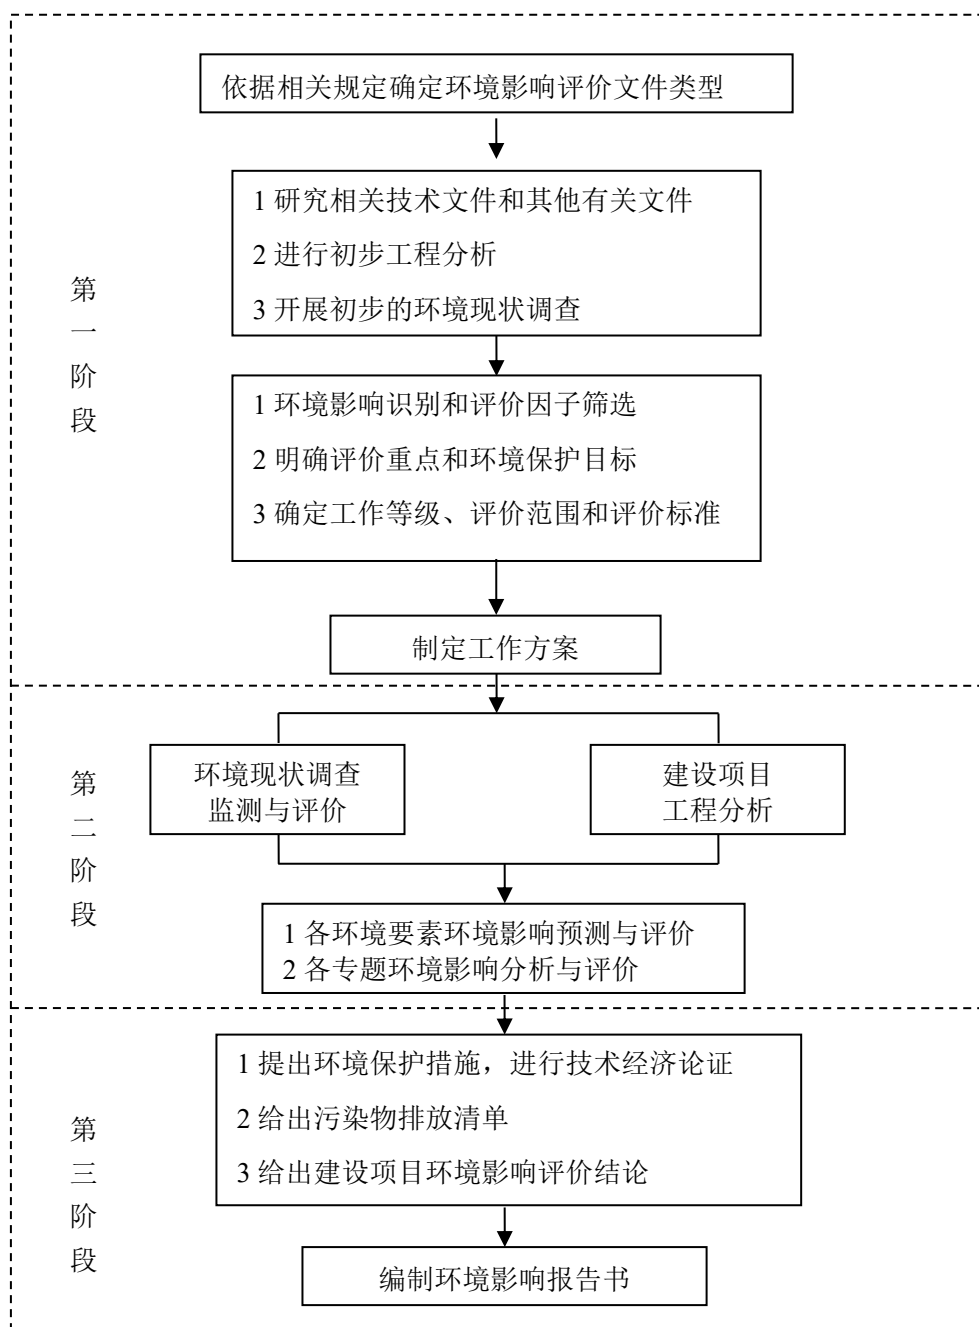 依据相关规定确定环境影响评价文件类型
1 研究相关技术文件和其他有关文件
2 进行初步工程分析
3 开展初步的环境现状调查
第
一
阶
段
1 环境影响识别和评价因子筛选
2 明确评价重点和环境保护目标
3 确定工作等级、评价范围和评价标准
制定工作方案
第
二
阶
段
环境现状调查
监测与评价
建设项目
工程分析
1 各环境要素环境影响预测与评价
2 各专题环境影响分析与评价
第
三
阶
段
1 提出环境保护措施，进行技术经济论证
2 给出污染物排放清单
3 给出建设项目环境影响评价结论
编制环境影响报告书